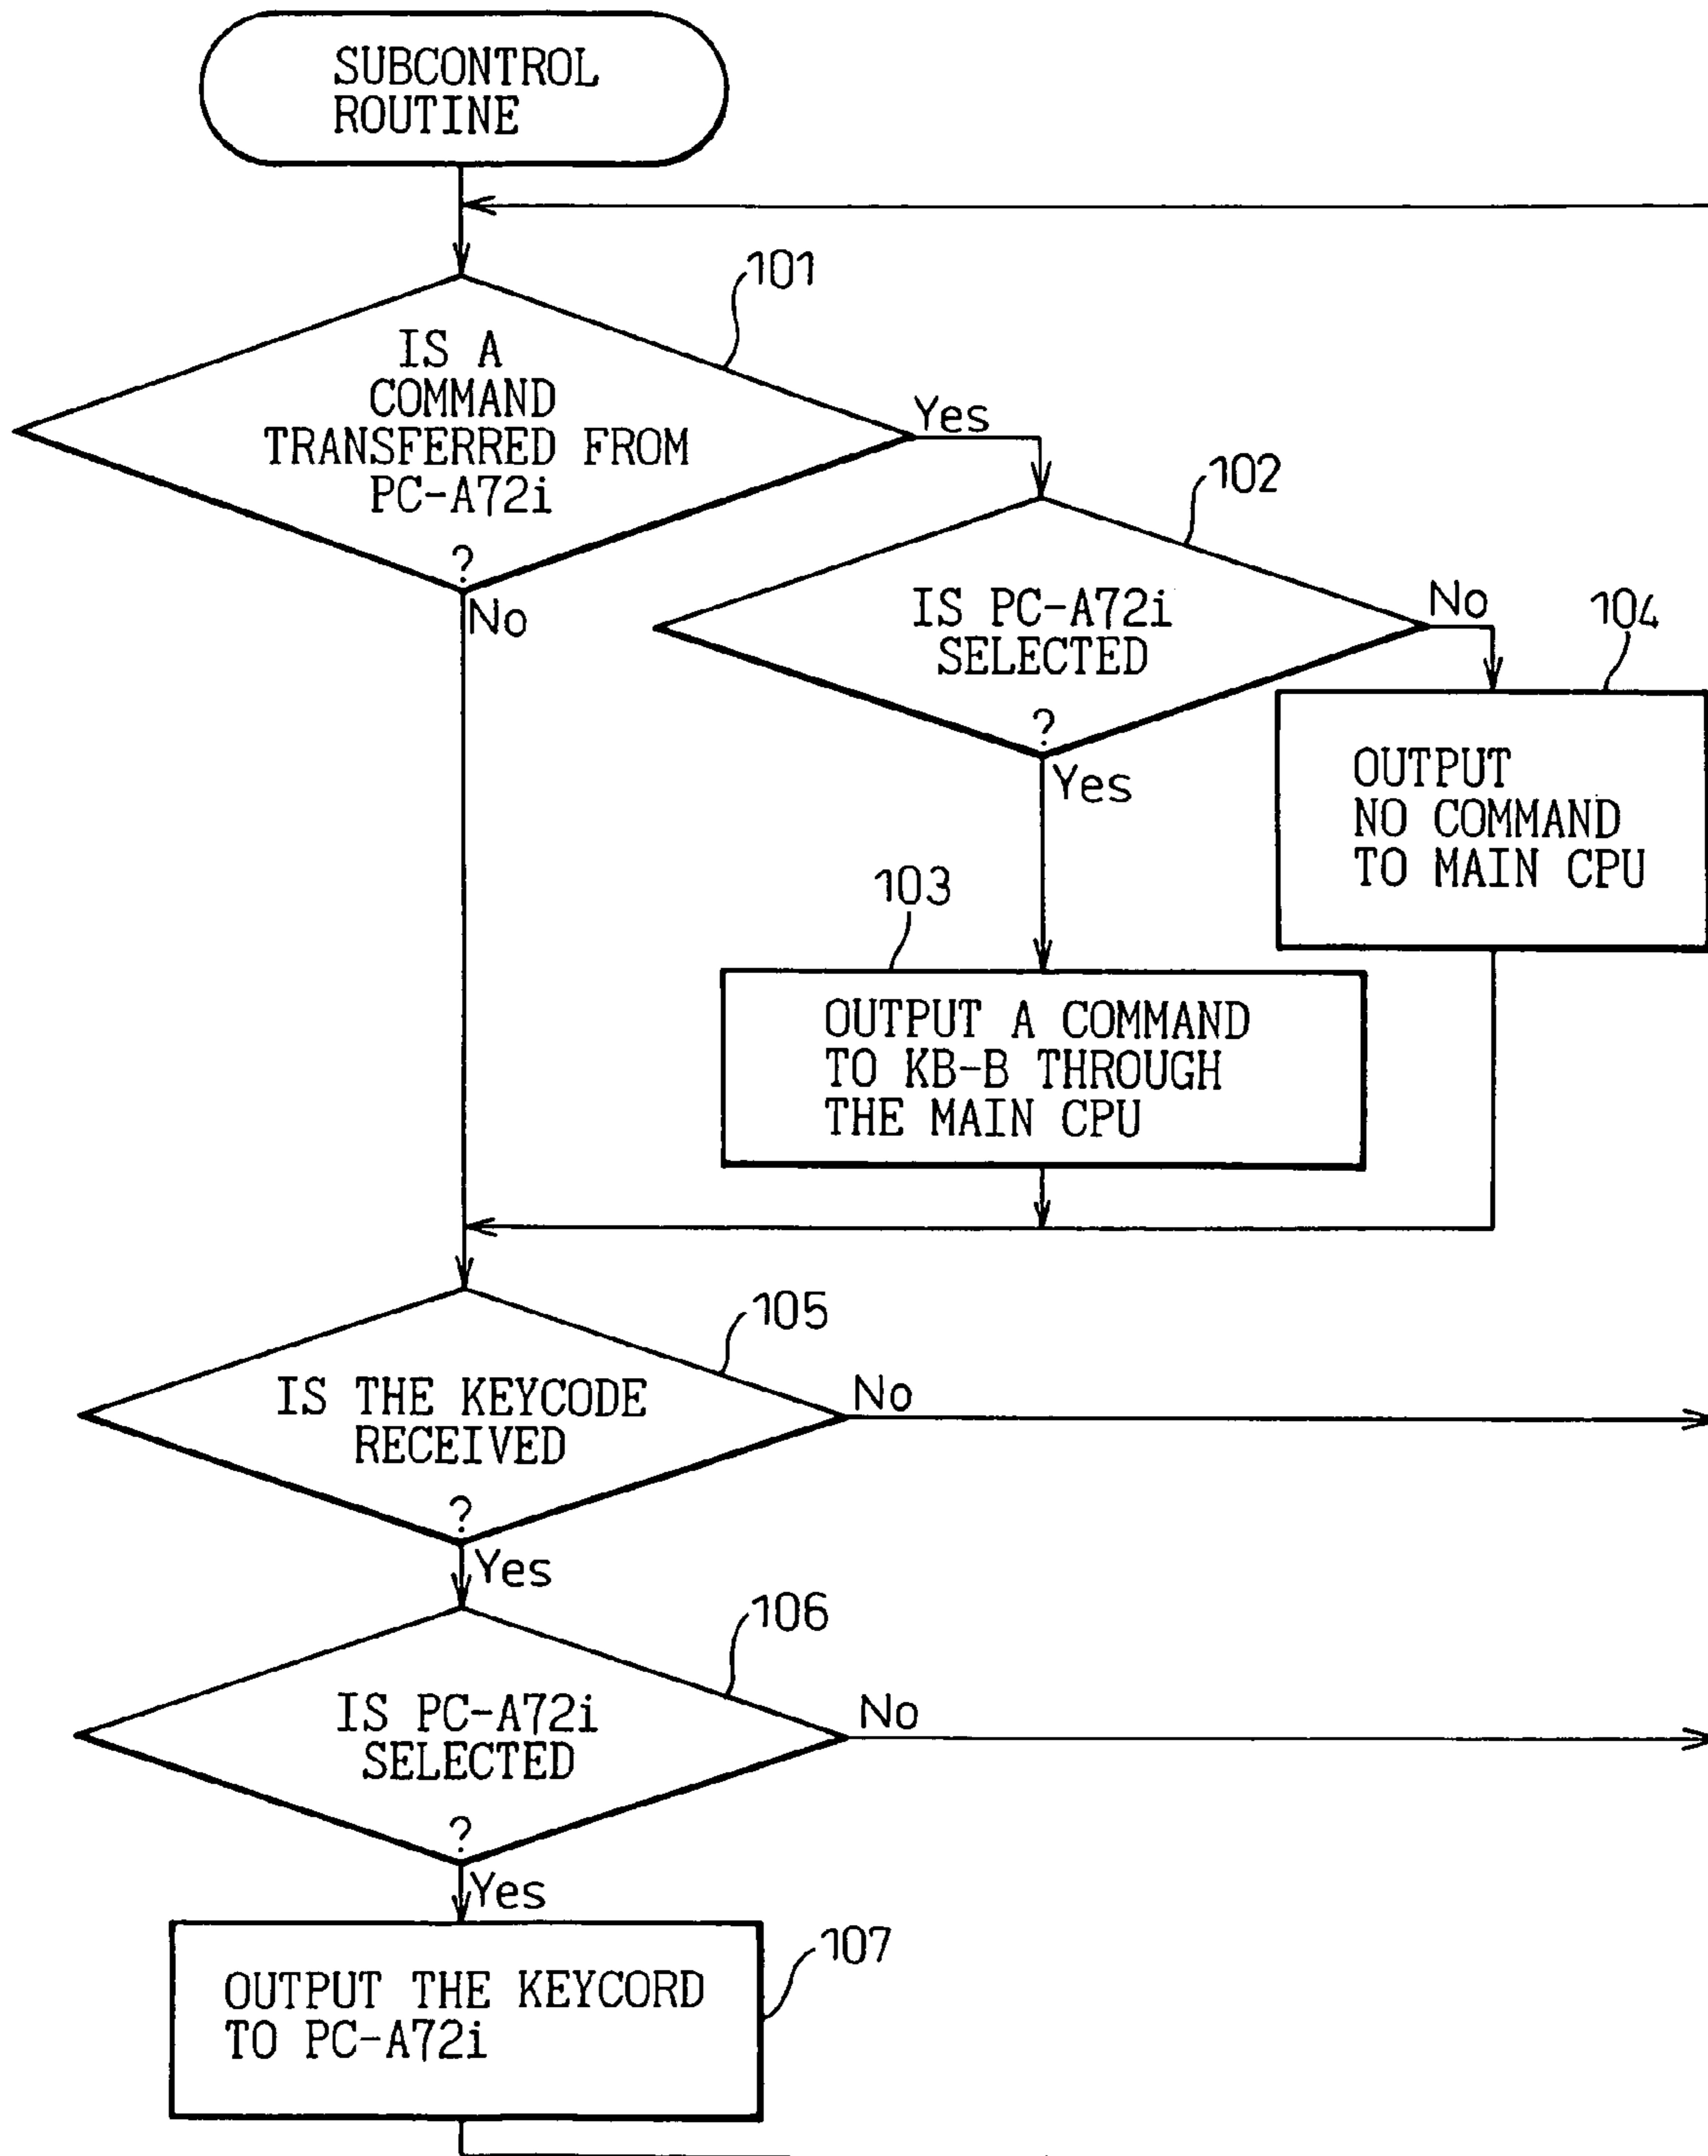 SUBCONTROL
ROUTINE
101
IS A
COMMAND
TRANSFERRED FROM
PC-A72i
?
Yes
No
102
IS PC-A72i
SELECTED
?
No
Yes
104
OUTPUT
NO COMMAND
TO MAIN CPU
103
OUTPUT A COMMAND
TO KB-B THROUGH
THE MAIN CPU
105
IS THE KEYCODE
RECEIVED
?
No
Yes
106
IS PC-A72i
SELECTED
?
No
Yes
107
OUTPUT THE KEYCORD
TO PC-A72i